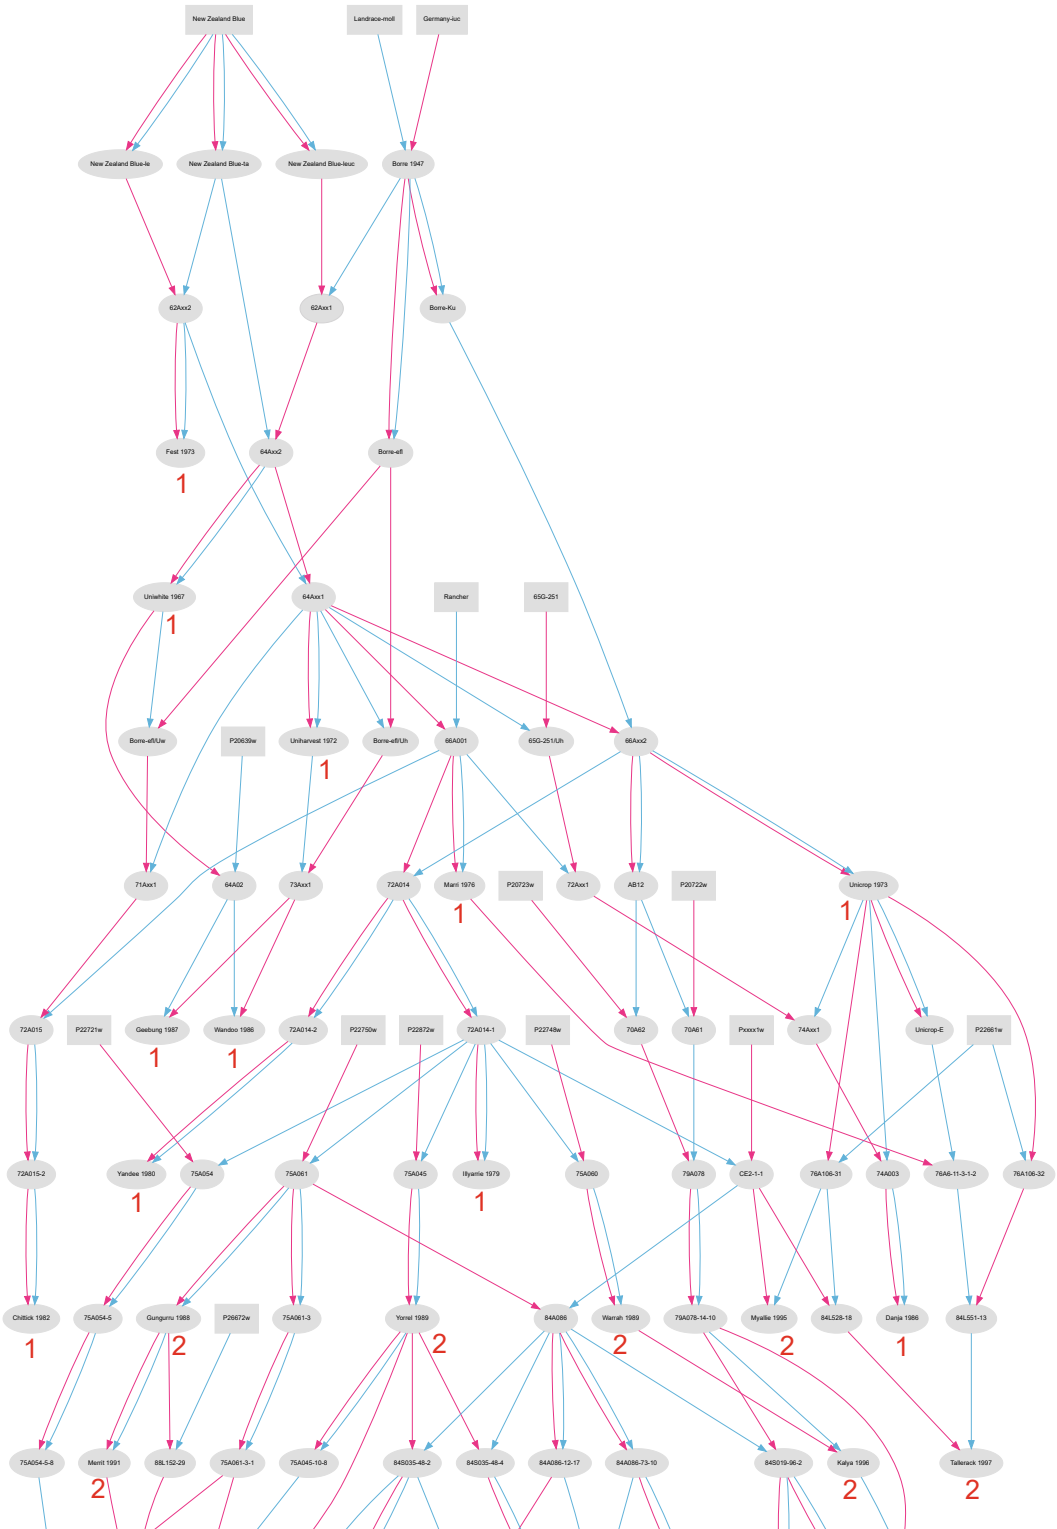 New Zealand Blue
Landrace-moll
Germany-iuc
New Zealand Blue-le
New Zealand Blue-ta
New Zealand Blue-leuc
Borre 1947
62Axx2
62Axx1
Borre-Ku
Fest 1973
64Axx2
Borre-efl
1
Uniwhite 1967
64Axx1
Rancher
65G-251
1
Borre-efl/Uw
P20639w
Uniharvest 1972
Borre-efl/Uh
66A001
65G-251/Uh
66Axx2
1
71Axx1
64A02
73Axx1
72A014
Marri 1976
P20723w
72Axx1
AB12
P20722w
Unicrop 1973
1
1
72A015
P22721w
Geebung 1987
Wandoo 1986
72A014-2
P22750w
P22872w
72A014-1
P22748w
70A62
70A61
Pxxxx1w
74Axx1
Unicrop-E
P22661w
1
1
72A015-2
Yandee 1980
75A054
75A061
75A045
Illyarrie 1979
75A060
79A078
CE2-1-1
76A106-31
74A003
76A6-11-3-1-2
76A106-32
1
1
Chittick 1982
75A054-5
Gungurru 1988
P26672w
75A061-3
Yorrel 1989
84A086
Warrah 1989
79A078-14-10
Myallie 1995
84L528-18
Danja 1986
84L551-13
1
2
2
2
2
1
75A054-5-8
Merrit 1991
88L152-29
75A061-3-1
75A045-10-8
84S035-48-2
84S035-48-4
84A086-12-17
84A086-73-10
84S019-96-2
Kalya 1996
Tallerack 1997
2
2
2